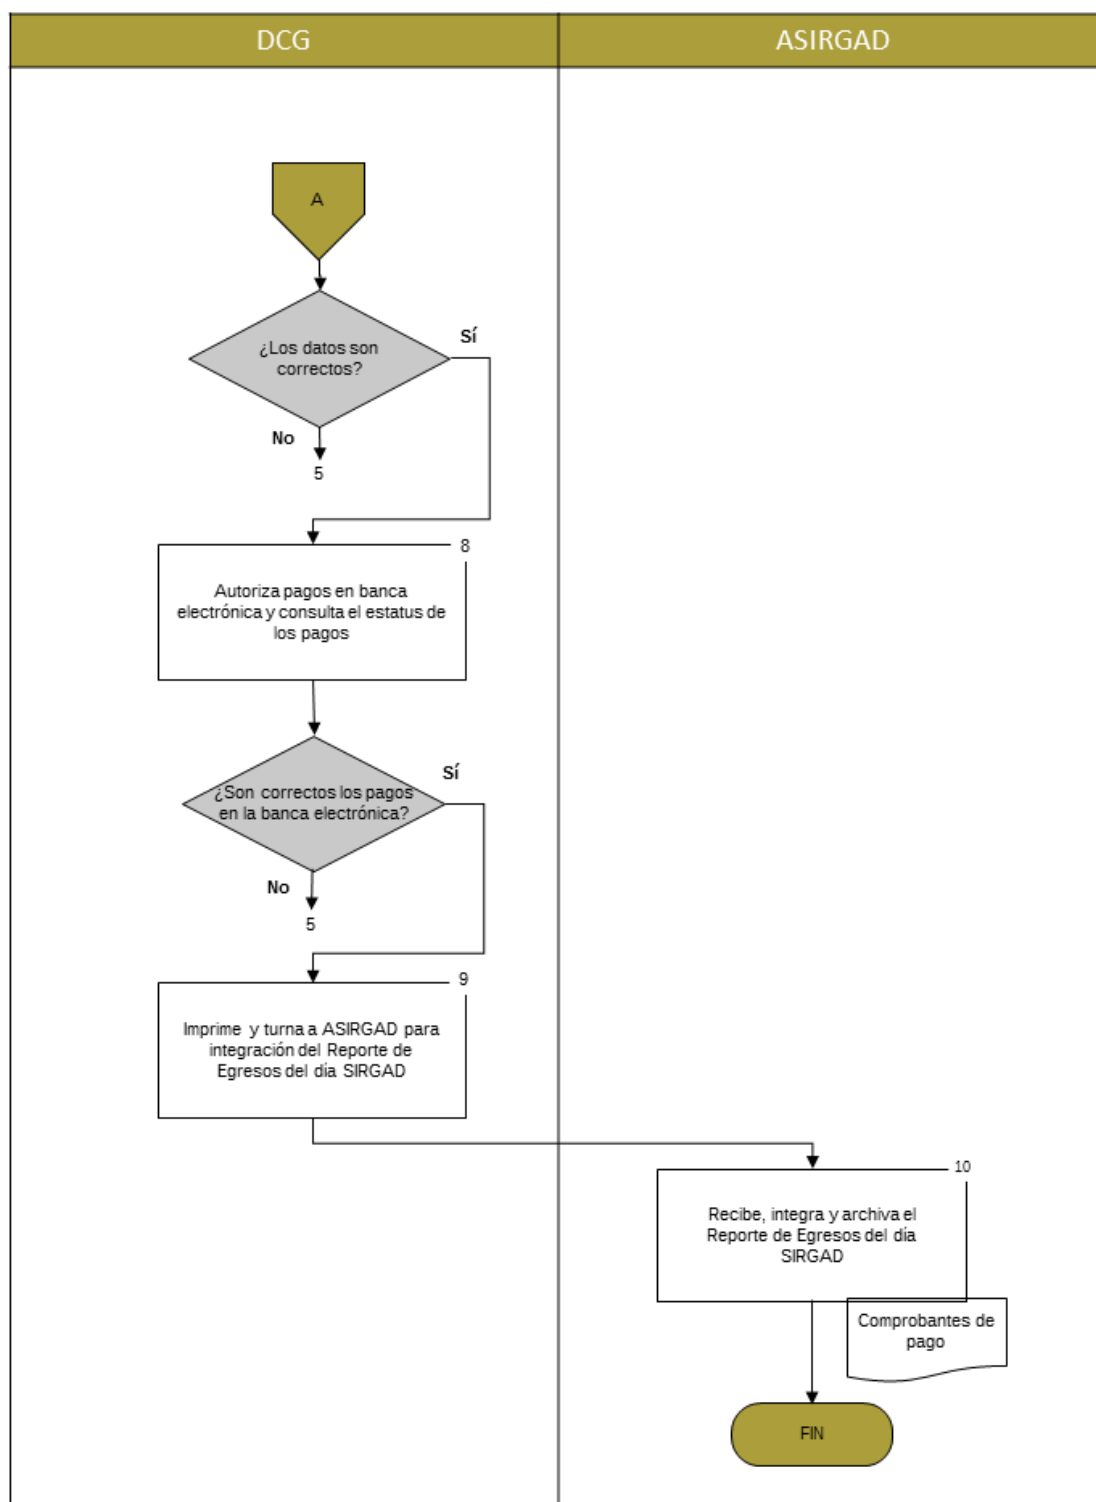 DCG
ASIRGAD
A
¿Los datos son
correctos?
Sí
No
5
8
Autoriza pagos en banca
electrónica y consulta el estatus de
los pagos
¿Son correctos los pagos
en la banca electrónica?
Sí
No
5
9
Imprime y turna a ASIRGAD para
integración del Reporte de
Egresos del día SIRGAD
10
Recibe, integra y archiva el
Reporte de Egresos del día
SIRGAD
Comprobantes de
pago
FIN